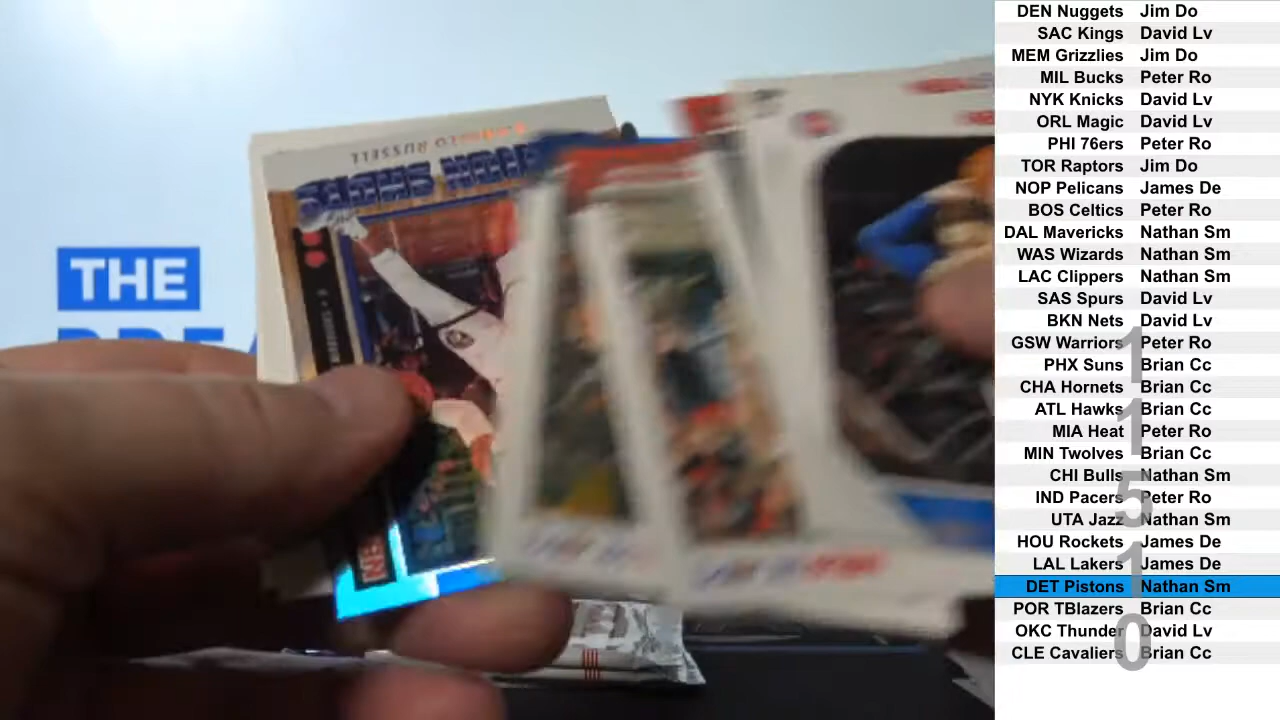 DEN Nuggets Jim Do
SAC Kings David Lv
MEM Grizzlies Jim Do
MIL Bucks Peter Ro
NYK Knicks David Lv
ORL Magic David Lv
PHI 76ers Peter Ro
TOR Raptors Jim Do
NOP Pelicans James De
BOS Celtics Peter Ro
DAL Mavericks Nathan Sm
WAS Wizards Nathan Sm
LAC Clippers Nathan Sm
SAS Spurs David Lv
BKN Nets David Lv
GSW Warriors Peter Ro
PHX Suns Brian Cc
CHA Hornets Brian Cc
ATL Hawks Brian Cc
MIA Heat Peter Ro
MIN Twolves Brian Cc
CHI Bulls Nathan Sm
IND Pacers Peter Ro
UTA Jazz Nathan Sm
HOU Rockets James De
LAL Lakers James De
DET Pistons Nathan Sm
POR TBlazers Brian Cc
OKC Thunder David Lv
CLE Cavaliers Brian Cc
1
1
5
1
0
THE
RUSSELL